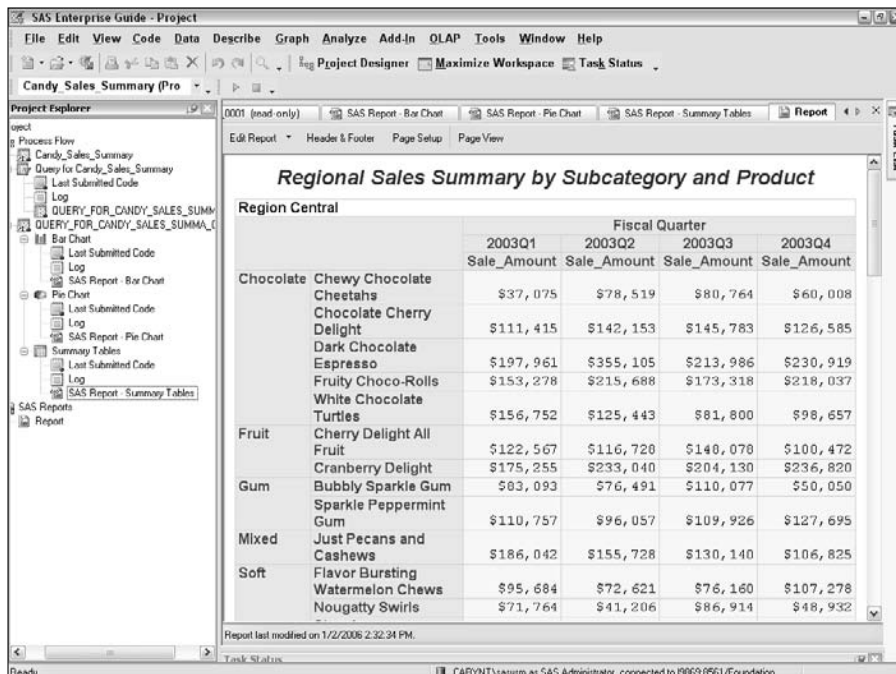 SAS Enterprise Guide - Project
File Edit View Code Data Describe Graph Analyze Add-In OLAP Tools Window Help
Project Designer Maximize Workspace Task Status
Candy_Sales_Summary (Pro
Project Explorer
oject
Process Flow
Candy_Sales_Summary
Query for Candy_Sales_Summary
Last Submitted Code
Log
QUERY_FOR_CANDY_SALES_SUMM
QUERY_FOR_CANDY_SALES_SUMMA_
Bar Chart
Last Submitted Code
Log
SAS Report - Bar Chart
Pie Chart
Last Submitted Code
Log
SAS Report - Pie Chart
Summary Tables
Last Submitted Code
Log
SAS Report - Summary Tables
SAS Reports
Report
0001 (read-only) SAS Report - Bar Chart SAS Report - Pie Chart SAS Report - Summary Tables Report
Edit Report Header & Footer Page Setup Page View
Regional Sales Summary by Subcategory and Product
Region Central
Fiscal Quarter
2003Q1 2003Q2 2003Q3 2003Q4
Sale_Amount Sale_Amount Sale_Amount Sale_Amount
Chocolate Chewy Chocolate
Cheetahs $37,075 $78,519 $80,764 $60,008
Chocolate Cherry
Delight $111,415 $142,153 $145,783 $126,585
Dark Chocolate
Espresso $197,961 $355,105 $213,986 $230,919
Fruity Choco-Rolls $153,278 $215,688 $173,318 $218,037
White Chocolate
Turtles $156,752 $125,443 $81,800 $98,657
Fruit Cherry Delight All
Fruit $122,567 $116,728 $148,078 $100,472
Cranberry Delight $175,255 $233,040 $204,130 $236,820
Gum Bubbly Sparkle Gum $83,093 $76,491 $110,077 $50,050
Sparkle Peppermint
Gum $110,757 $96,057 $109,926 $127,695
Mixed Just Pecans and
Cashews $186,042 $155,728 $130,140 $106,825
Soft Flavor Bursting
Watermelon Chews $95,684 $72,621 $76,160 $107,278
Nougatty Swirls $71,764 $41,206 $86,914 $48,932
Report last modified on 1/2/2006 2:32:34 PM.
Task Status
Ready
as SAS Administrator, connected to